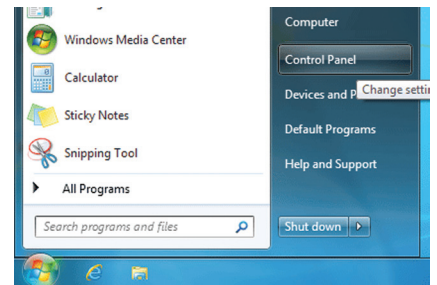 Windows Media Center
Calculator
Sticky Notes
Snipping Tool
All Programs
Search programs and files
Computer
Control Panel
Devices and P
Change settin
Default Programs
Help and Support
Shut down